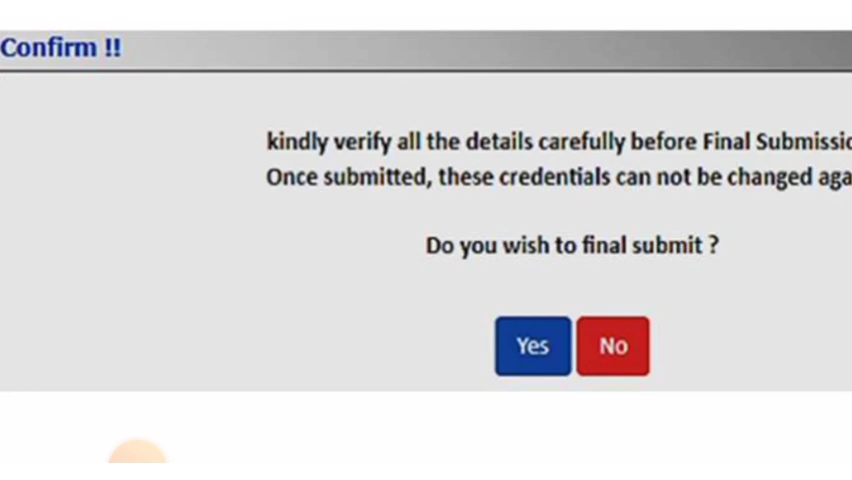 Confirm !!
kindly verify all the details carefully before Final
Once submitted, these credentials can not be changed
Do you wish to final submit ?
Yes No